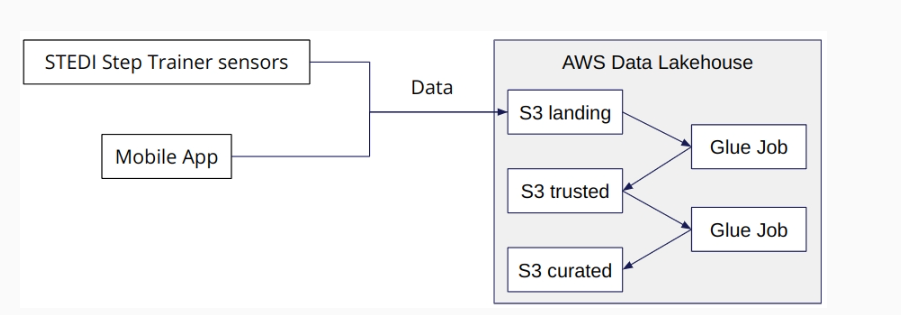 STEDI Step Trainer sensors
Mobile App
Data
AWS Data Lakehouse
S3 landing
Glue Job
S3 trusted
Glue Job
S3 curated